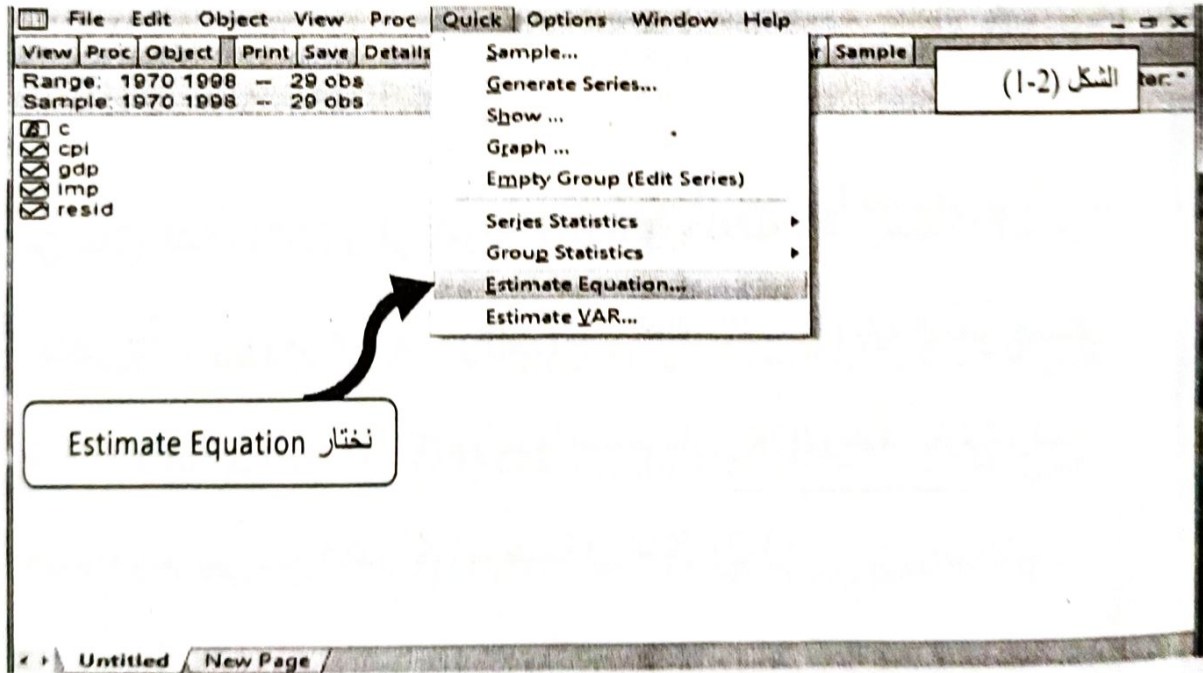 File Edit Object View Proc Quick Options Window Help
View Proc Object Print Save Details Sample
Range: 1970 1998 -- 29 obs
Sample: 1970 1998 -- 29 obs
الشكل (2-1)
c
cpi
gdp
imp
resid
Sample...
Generate Series...
Show ...
Graph ...
Empty Group (Edit Series)
Series Statistics
Group Statistics
Estimate Equation...
Estimate VAR...
نختار Estimate Equation
Untitled New Page